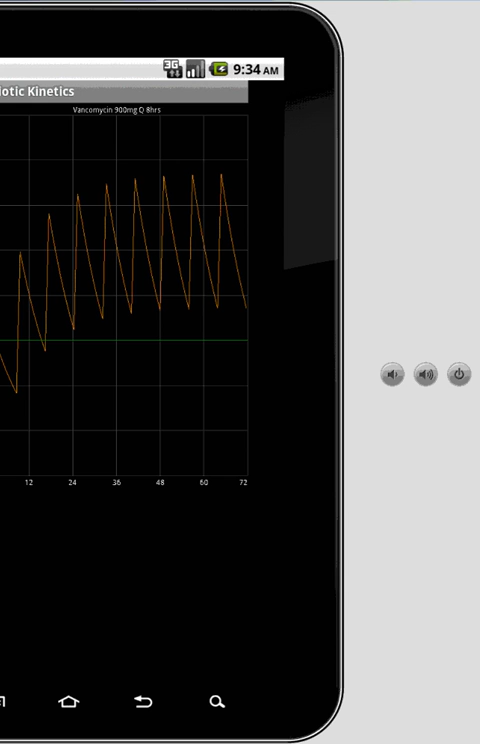 3G
9:34 AM
iotic Kinetics
Vancomycin 900mg Q 8hrs
12 24 36 48 60 72